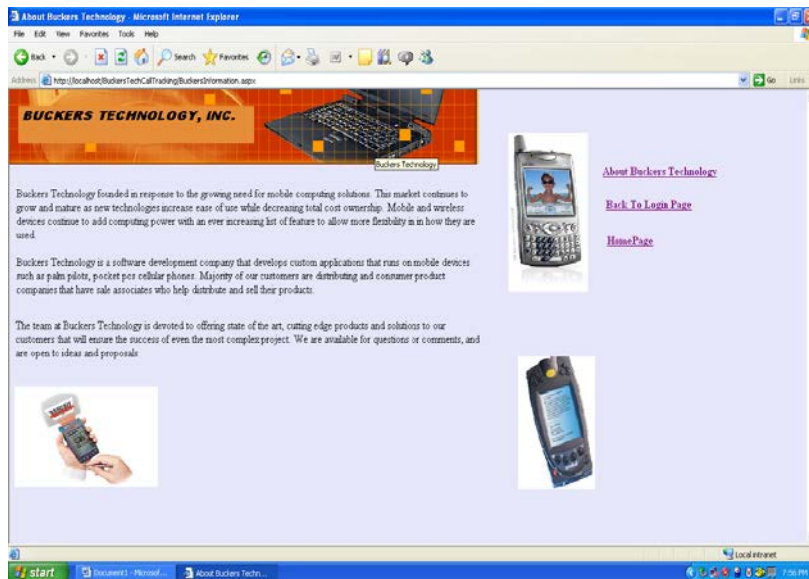 About Buckers Technology - Microsoft Internet Explorer
File Edit View Favorites Tools Help
Back Search Favorites
Address http://localhost/BuckersTechCallTracking/BuckersInformation.aspx Go Links
BUCKERS TECHNOLOGY, INC.
Buckers Technology
Buckers Technology founded in response to the growing need for mobile computing solutions. This market continues to
grow and mature as new technologies increase ease of use while decreasing total cost ownership. Mobile and wireless
devices continue to add computing power with an ever increasing list of feature to allow more flexibility in in how they are
used.
Buckers Technology is a software development company that develops custom applications that runs on mobile devices
such as palm pilots, pocket pcs cellular phones. Majority of our customers are distributing and consumer product
companies that have sale associates who help distribute and sell their products.
The team at Buckers Technology is devoted to offering state of the art, cutting edge products and solutions to our
customers that will ensure the success of even the most complex project. We are available for questions or comments, and
are open to ideas and proposals
About Buckers Technology
Back To Login Page
HomePage
Local intranet
start Document1 - Microsof... About Buckers Techn... 7:56 PM